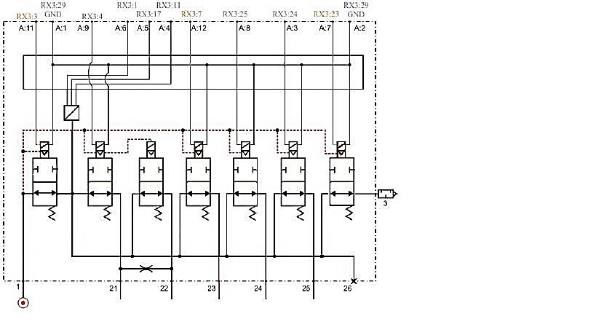 RX3:29 RX3:1 RX3:11 RX3:29
RX3:3 GND RX3:4 RX3:17 RX3:7 RX3:25 RX3:24 RX3:23 GND
A:11 A:1 A:9 A:6 A:5 A:4 A:12 A:8 A:3 A:7 A:2
3
1 21 22 23 24 25 26